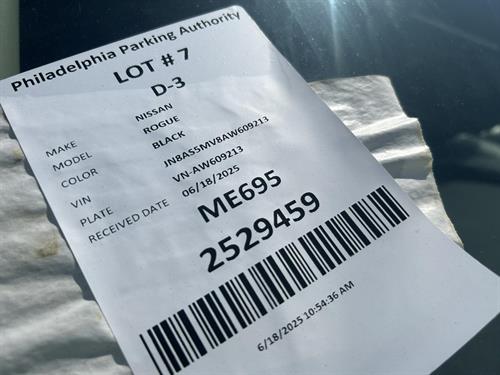 Philadelphia Parking Authority
LOT # 7
D-3
MAKE NISSAN
MODEL ROGUE
COLOR BLACK
VIN JN8AS5MV8AW609213
PLATE VN-AW609213
RECEIVED DATE 06/18/2025
ME695
2529459
6/18/2025 10:54:36 AM